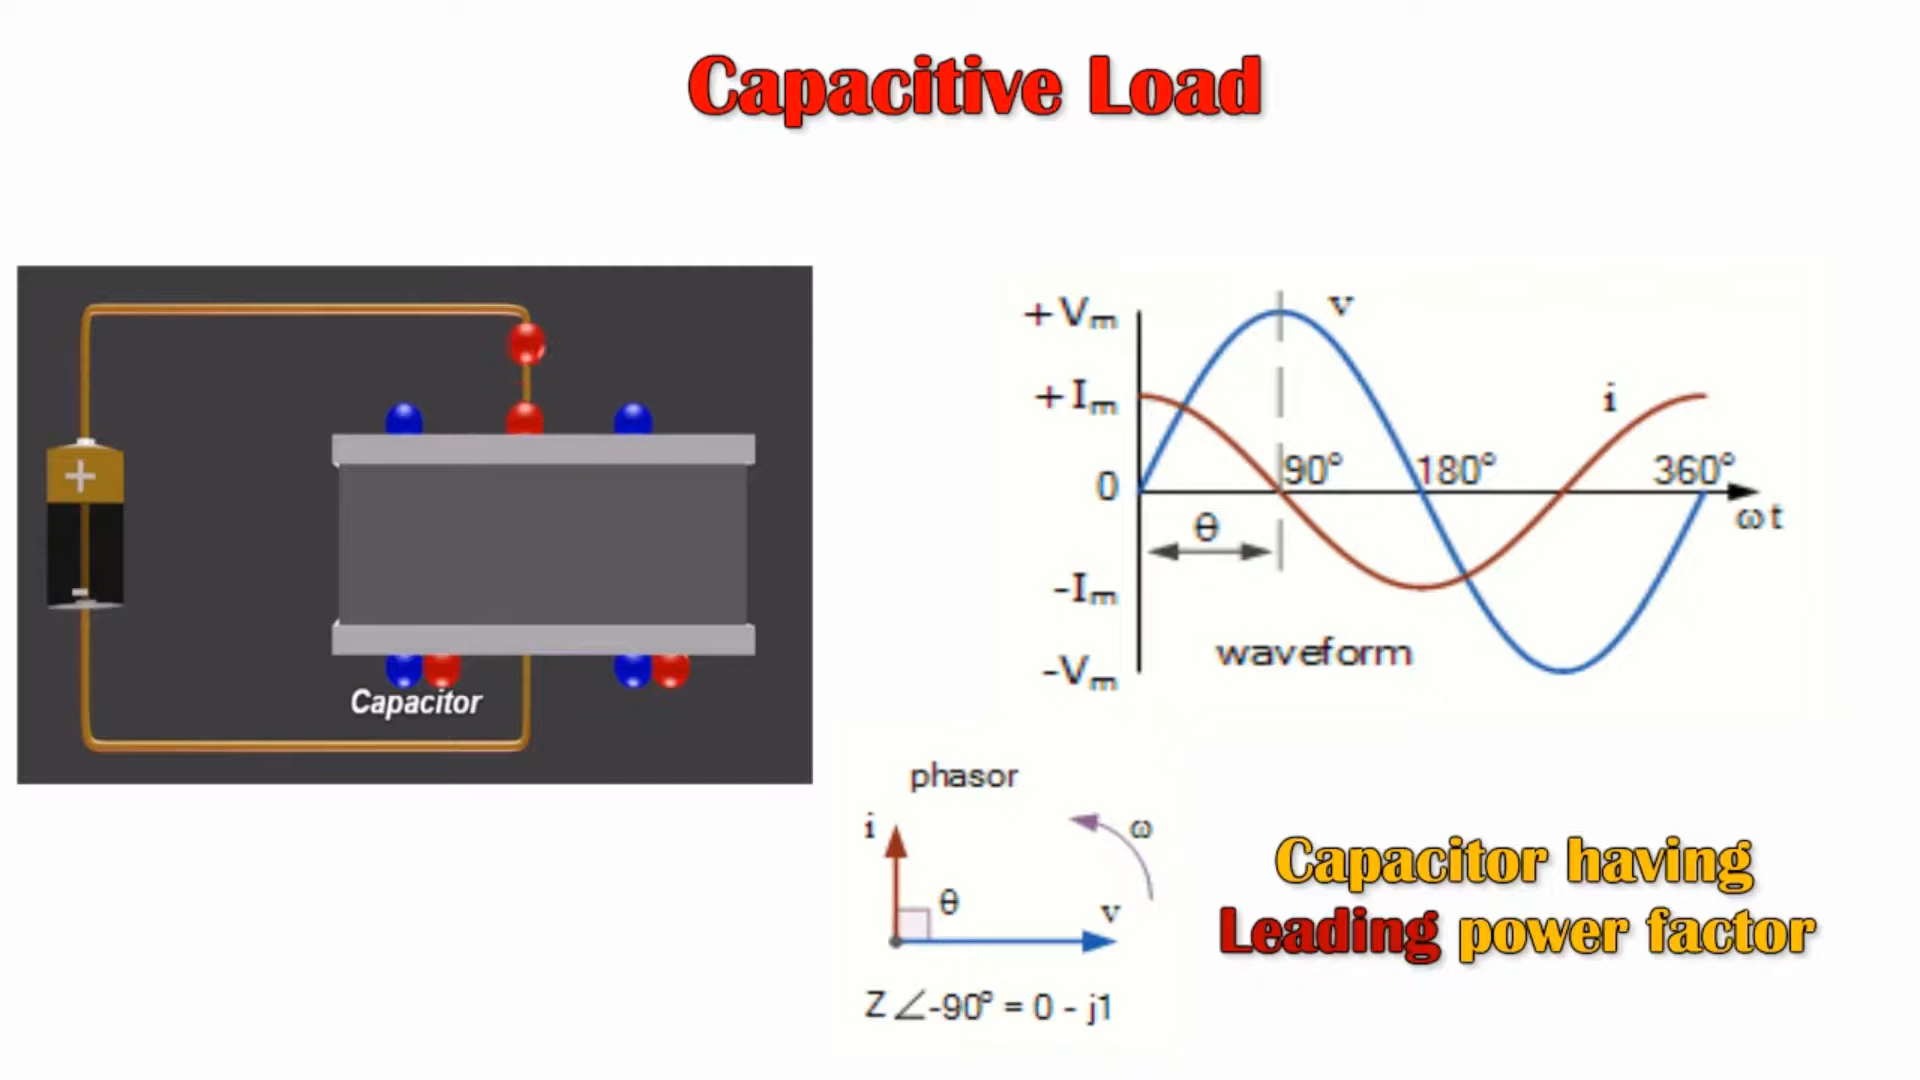 Capacitive Load
+
-
Capacitor
+Vm
v
+Im
i
0
90°
180°
360°
ωt
θ
-Im
-Vm
waveform
phasor
i
ω
θ
v
Z∠-90° = 0 - j1
Capacitor having
Leading power factor